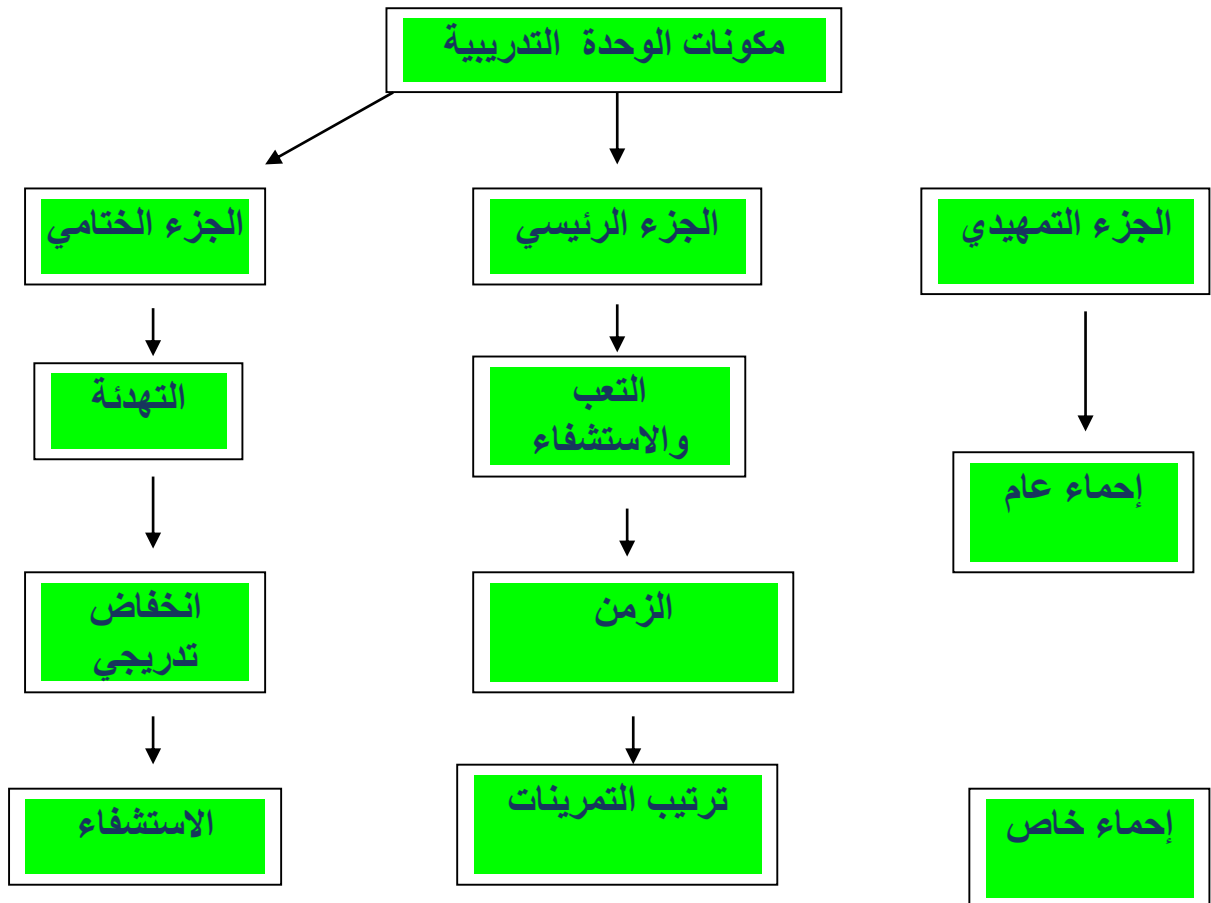 مكونات الوحدة التدريبية
الجزء التمهيدي
الجزء الرئيسي
الجزء الختامي
إحماء عام
التعب
والاستشفاء
التهدئة
الزمن
انخفاض
تدريجي
إحماء خاص
ترتيب التمرينات
الاستشفاء